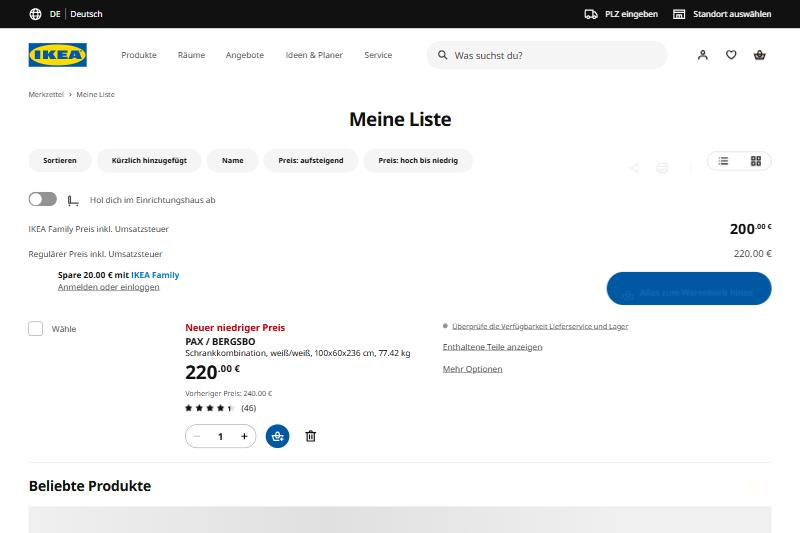 DE | Deutsch
PLZ eingeben
Standort auswählen
IKEA
Produkte
Räume
Angebote
Ideen & Planer
Service
Was suchst du?
Merkzettel › Meine Liste
Meine Liste
Sortieren
Kürzlich hinzugefügt
Name
Preis: aufsteigend
Preis: hoch bis niedrig
Hol dich im Einrichtungshaus ab
IKEA Family Preis inkl. Umsatzsteuer
200.00 €
Regulärer Preis inkl. Umsatzsteuer
220.00 €
Spare 20.00 € mit IKEA Family
Anmelden oder einloggen
Alles zum Warenkorb hinzu
Wähle
Neuer niedriger Preis
PAX / BERGSBO
Schrankkombination, weiß/weiß, 100x60x236 cm, 77.42 kg
220.00 €
Vorheriger Preis: 240.00 €
(46)
1
Überprüfe die Verfügbarkeit Lieferservice und Lager
Enthaltene Teile anzeigen
Mehr Optionen
Beliebte Produkte